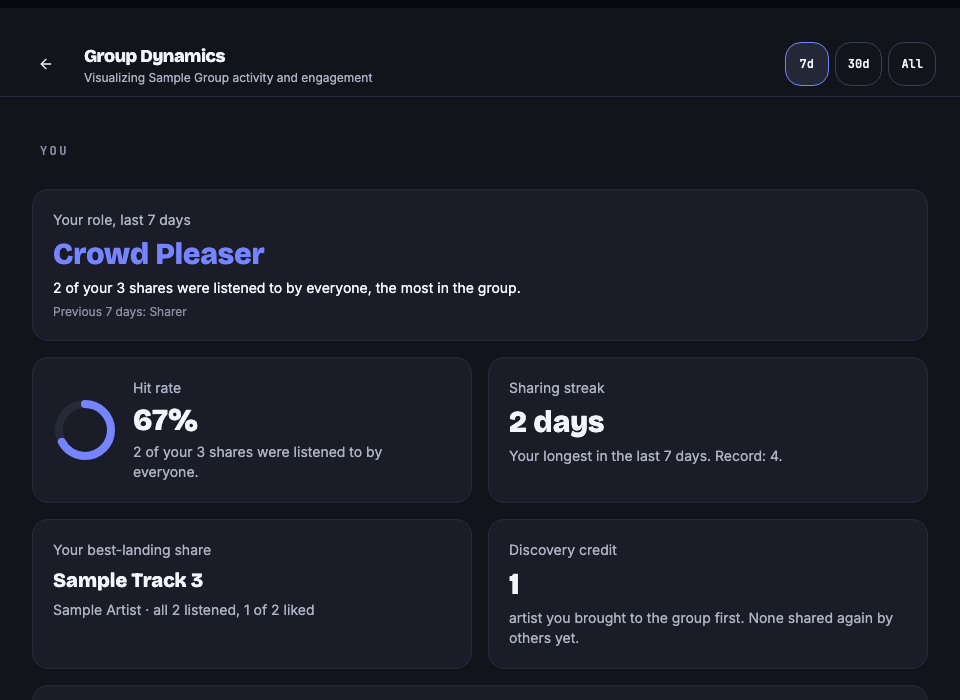 Group Dynamics
Visualizing Sample Group activity and engagement
7d
30d
All
YOU
Your role, last 7 days
Crowd Pleaser
2 of your 3 shares were listened to by everyone, the most in the group.
Previous 7 days: Sharer
Hit rate
67%
2 of your 3 shares were listened to by
everyone.
Sharing streak
2 days
Your longest in the last 7 days. Record: 4.
Your best-landing share
Sample Track 3
Sample Artist · all 2 listened, 1 of 2 liked
Discovery credit
1
artist you brought to the group first. None shared again by
others yet.